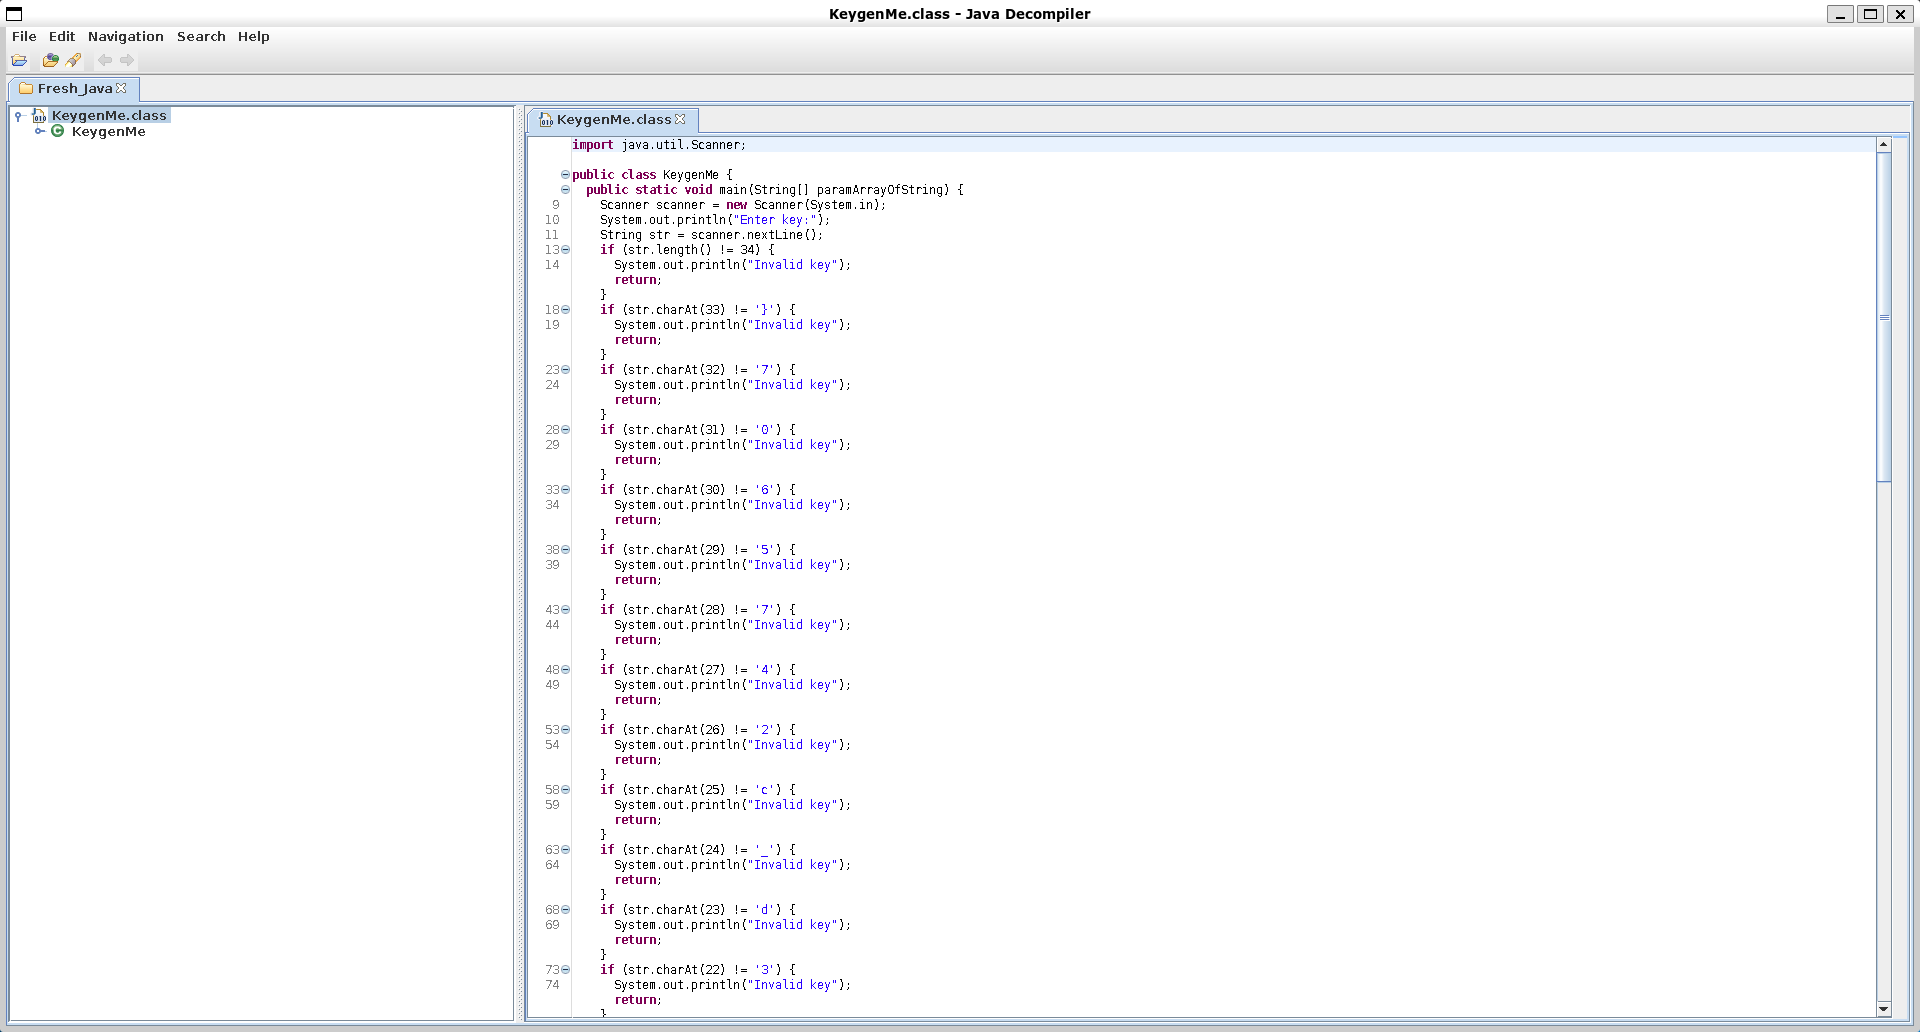 KeygenMe.class - Java Decompiler
File Edit Navigation Search Help
Fresh_Java
KeygenMe.class
KeygenMe
KeygenMe.class
import java.util.Scanner;
public class KeygenMe {
public static void main(String[] paramArrayOfString) {
9 Scanner scanner = new Scanner(System.in);
10 System.out.println("Enter key:");
11 String str = scanner.nextLine();
13 if (str.length() != 34) {
14 System.out.println("Invalid key");
return;
}
18 if (str.charAt(33) != '}') {
19 System.out.println("Invalid key");
return;
}
23 if (str.charAt(32) != '7') {
24 System.out.println("Invalid key");
return;
}
28 if (str.charAt(31) != '0') {
29 System.out.println("Invalid key");
return;
}
33 if (str.charAt(30) != '6') {
34 System.out.println("Invalid key");
return;
}
38 if (str.charAt(29) != '5') {
39 System.out.println("Invalid key");
return;
}
43 if (str.charAt(28) != '7') {
44 System.out.println("Invalid key");
return;
}
48 if (str.charAt(27) != '4') {
49 System.out.println("Invalid key");
return;
}
53 if (str.charAt(26) != '2') {
54 System.out.println("Invalid key");
return;
}
58 if (str.charAt(25) != 'c') {
59 System.out.println("Invalid key");
return;
}
63 if (str.charAt(24) != '_') {
64 System.out.println("Invalid key");
return;
}
68 if (str.charAt(23) != 'd') {
69 System.out.println("Invalid key");
return;
}
73 if (str.charAt(22) != '3') {
74 System.out.println("Invalid key");
return;
}